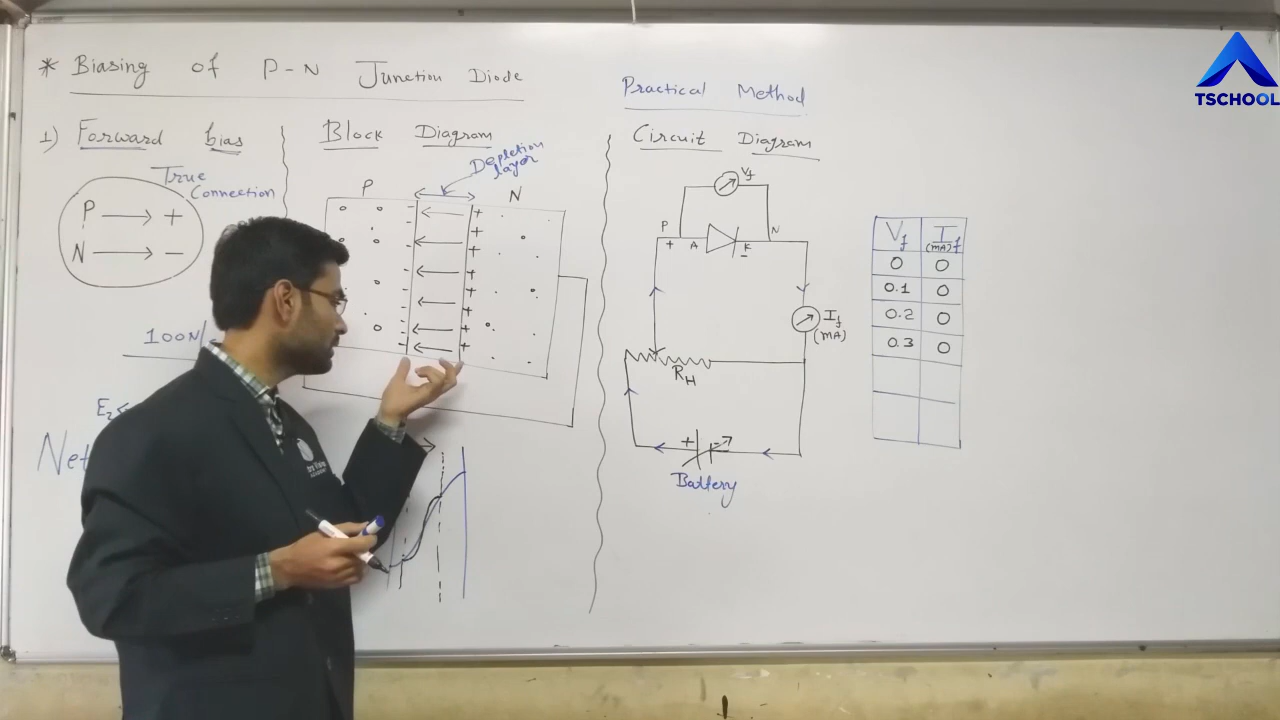 * Biasing of P-N Junction Diode
1) Forward bias
True Connection
P → +
N → -
100N/
E2<
Net
Block Diagram
Depletion layer
P
N
Practical Method
Circuit Diagram
Vf
P
N
+ A K -
If
(mA)
RH
+ -
Battery
Vf If
(mA)
0 0
0.1 0
0.2 0
0.3 0
TSCHOOL